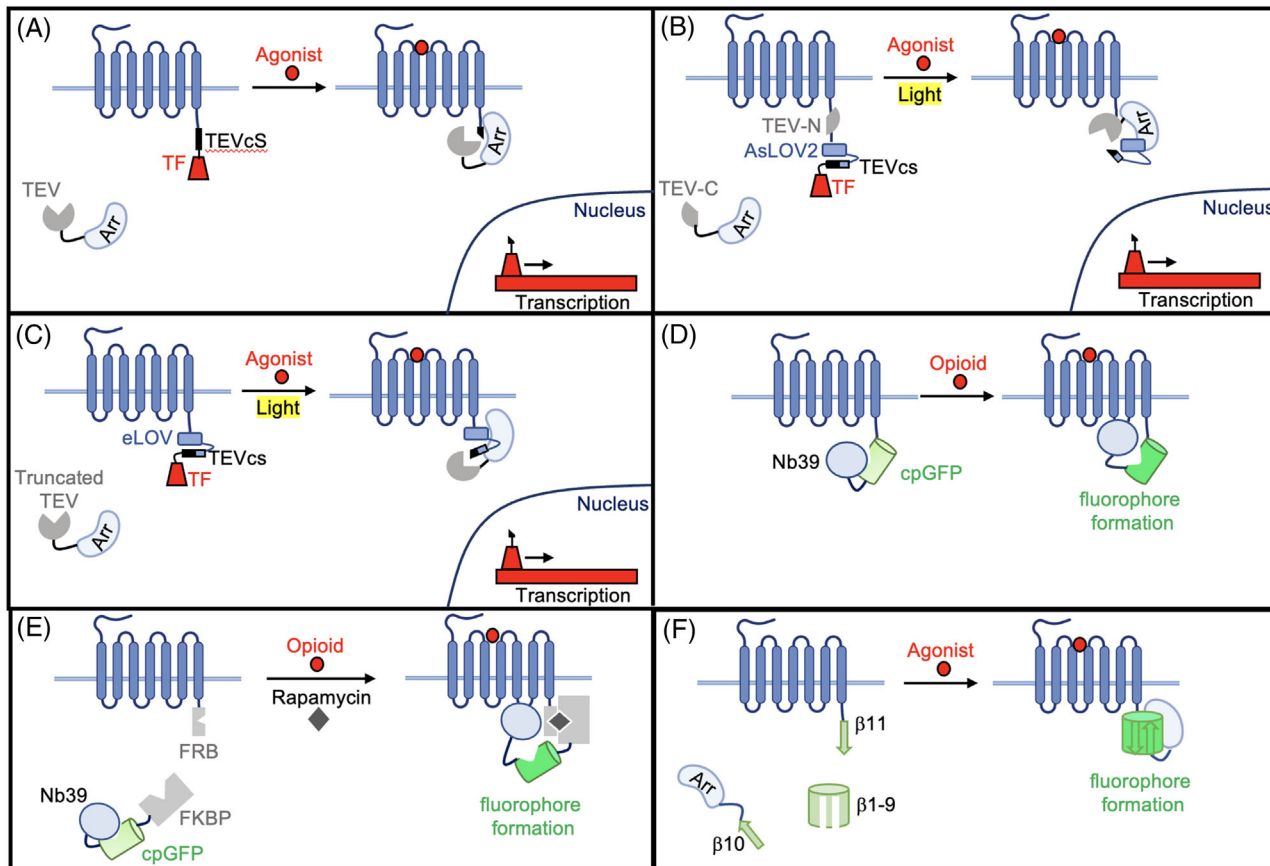 (A)
Agonist
TEVcS
TF
TEV
Arr
Arr
Nucleus
Transcription
(B)
Agonist
Light
TEV-N
AsLOV2
TEVcs
TF
TEV-C
Arr
Arr
Nucleus
Transcription
(C)
Agonist
Light
eLOV
TEVcs
TF
Truncated
TEV
Arr
Nucleus
Transcription
(D)
Opioid
Nb39
cpGFP
fluorophore
formation
(E)
Opioid
Rapamycin
FRB
Nb39
FKBP
cpGFP
fluorophore
formation
(F)
Agonist
β11
Arr
β1-9
β10
fluorophore
formation